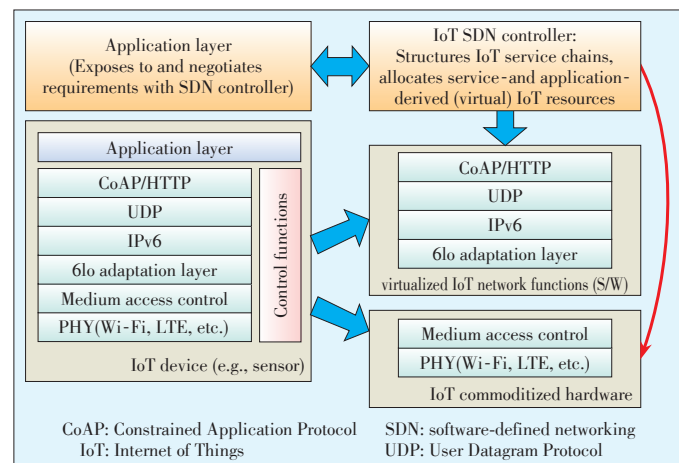 Application layer
(Exposes to and negotiates
requirements with SDN controller)
IoT SDN controller:
Structures IoT service chains,
allocates service-and application-
derived (virtual) IoT resources
Application layer
CoAP/HTTP
UDP
IPv6
6lo adaptation layer
Medium access control
PHY(Wi-Fi, LTE, etc.)
Control functions
IoT device (e.g., sensor)
CoAP/HTTP
UDP
IPv6
6lo adaptation layer
virtualized IoT network functions (S/W)
Medium access control
PHY(Wi-Fi, LTE, etc.)
IoT commoditized hardware
CoAP: Constrained Application Protocol
IoT: Internet of Things
SDN: software-defined networking
UDP: User Datagram Protocol